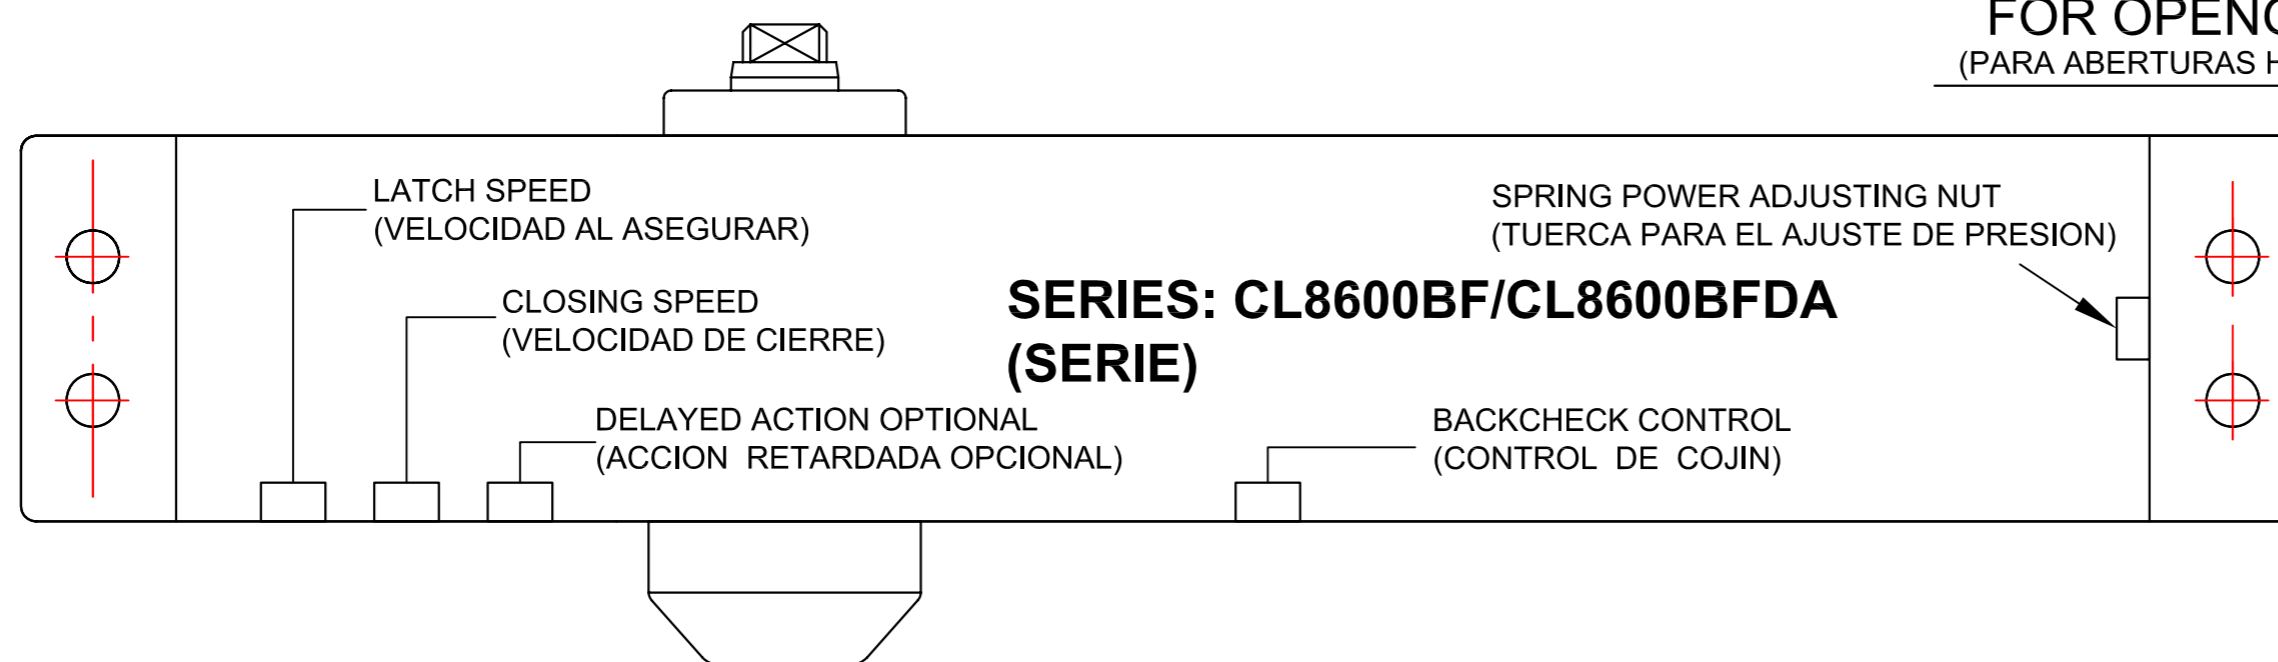 FOR
(PARA ABERTURAS
LATCH SPEED
(VELOCIDAD AL ASEGURAR)
SPRING POWER ADJUSTING NUT
(TUERCA PARA EL AJUSTE DE PRESION)
CLOSING SPEED
(VELOCIDAD DE CIERRE)
SERIES: CL8600BF/CL8600BFDA
(SERIE)
DELAYED ACTION OPTIONAL
(ACCION RETARDADA OPCIONAL)
BACKCHECK CONTROL
(CONTROL DE COJIN)